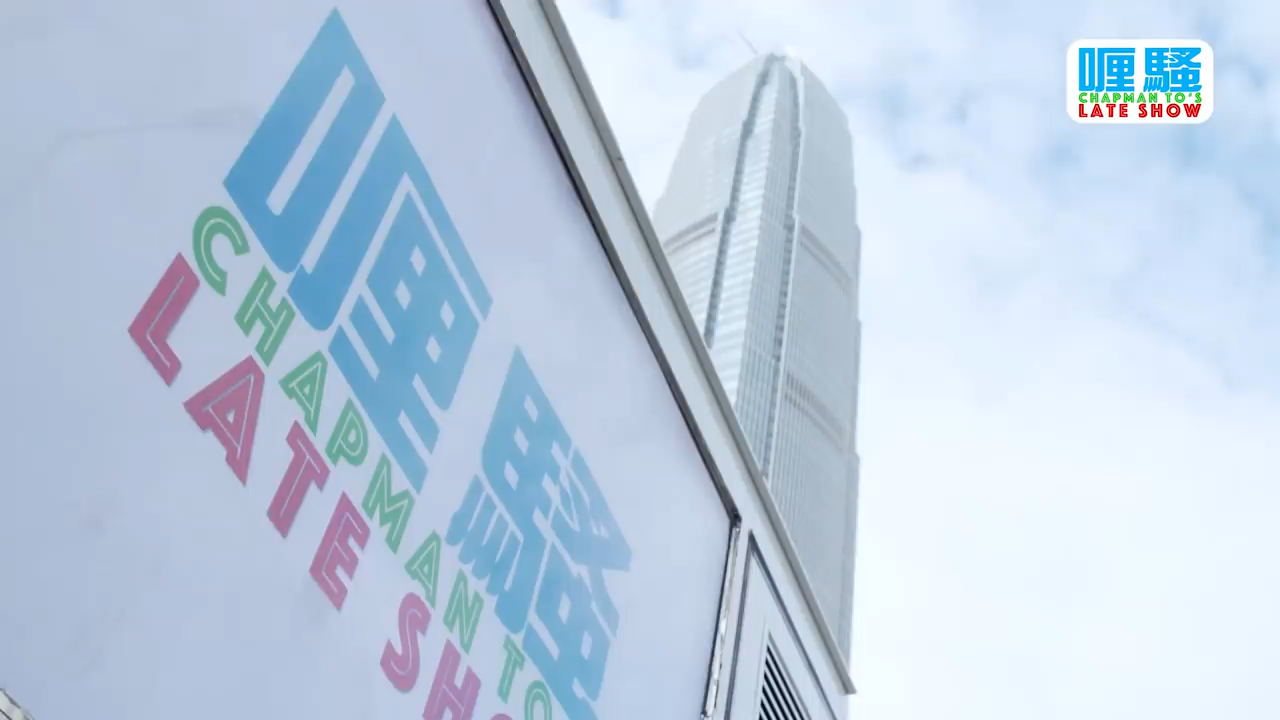 喱騷
CHAPMAN TO
LATE SHO
喱騷
CHAPMAN TO'S
LATE SHOW